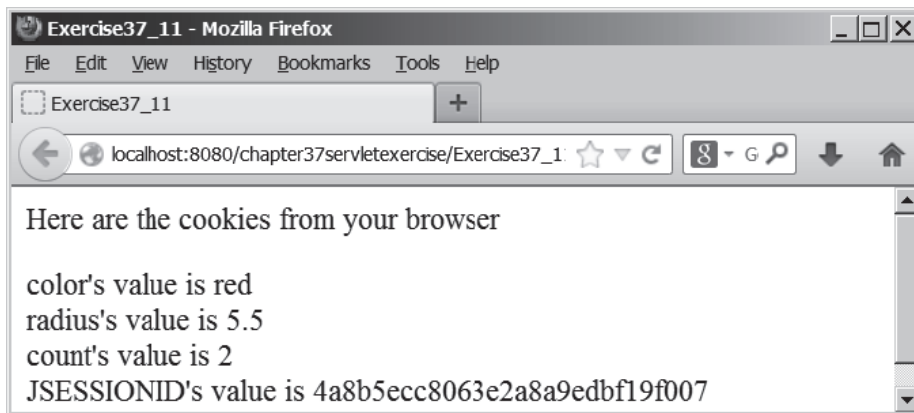 Exercise37_11 - Mozilla Firefox
File Edit View History Bookmarks Tools Help
Exercise37_11 +
localhost:8080/chapter37servletexercise/Exercise37_1 8 G
Here are the cookies from your browser
color's value is red
radius's value is 5.5
count's value is 2
JSESSIONID's value is 4a8b5ecc8063e2a8a9edbf19f007